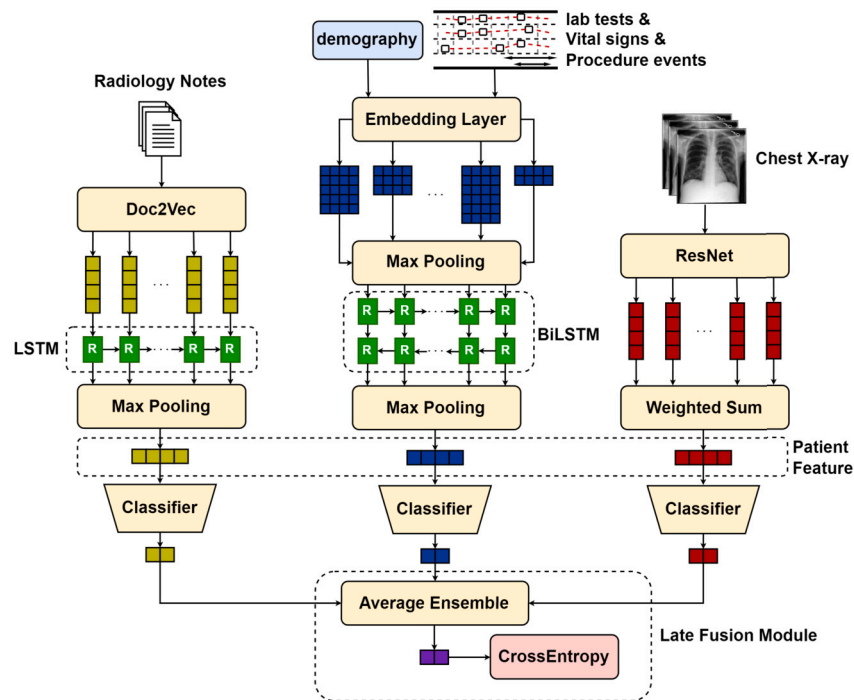 demography
lab tests &
Vital signs &
Procedure events
Radiology Notes
Embedding Layer
Chest X-ray
Doc2Vec
Max Pooling
ResNet
LSTM
R
R
R
R
R
R
R
R
R
R
R
R
BiLSTM
Max Pooling
Max Pooling
Weighted Sum
Patient
Feature
Classifier
Classifier
Classifier
Average Ensemble
Late Fusion Module
CrossEntropy